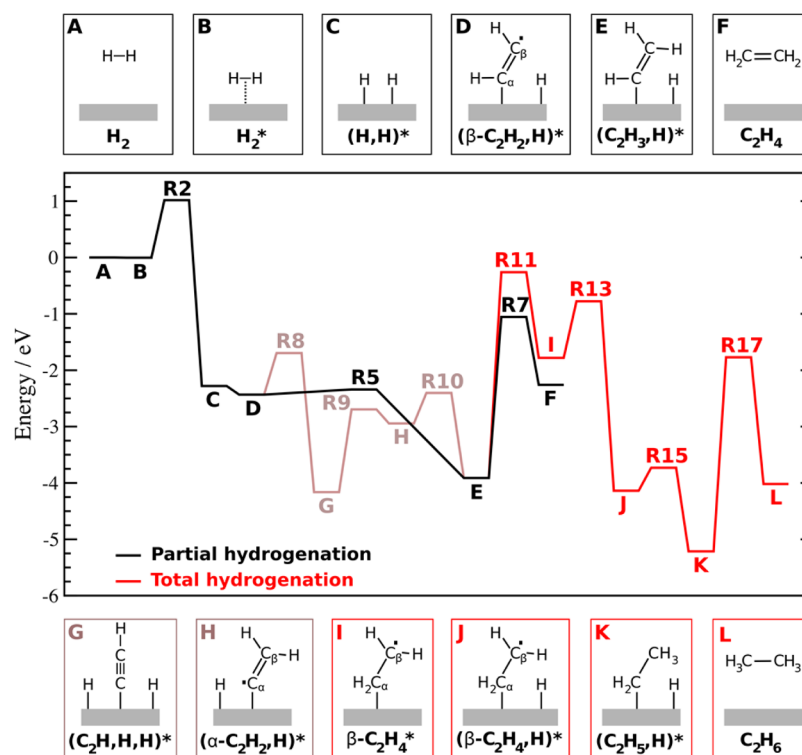 A B C D E F
H—H
H—H
H H
H Ċβ H—Cα H
H C—H H—C H
H₂C=CH₂
H₂ H₂* (H,H)* (β-C₂H₂,H)* (C₂H₃,H)* C₂H₄
Energy / eV
1
0
-1
-2
-3
-4
-5
-6
R2
A B
R11 R13
R7
R8 I R17
R5
C D R9 R10 F
H
E R15
G J L
K
Partial hydrogenation
Total hydrogenation
G H I J K L
H C≡C H H
H Cβ—H Cα H
H Cβ—H H₂Cα
H Cβ—H H₂Cα H
CH₃ H₂C H
H₃C—CH₃
(C₂H,H,H)* (α-C₂H₂,H)* β-C₂H₄* (β-C₂H₄,H)* (C₂H₅,H)* C₂H₆